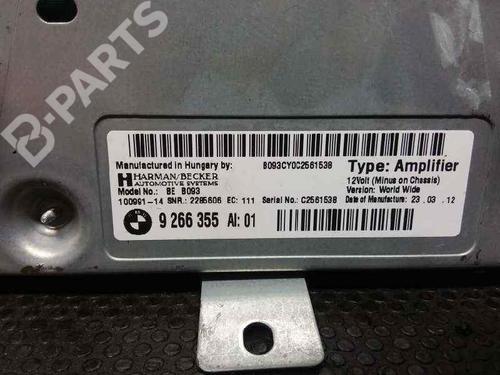 B-PARTS
Manufactured in Hungary by: 8093CY0C2561538 Type: Amplifier
HARMAN/BECKER 12Volt (Minus on Chassis)
AUTOMOTIVE SYSTEMS Version: World Wide
Model No.: BE 8093
100991-14 SNR.: 2285606 EC: 111 Serial No.: C2561538 Date of Manufacture: 23. 03 . 12
BMW 9 266 355 AI: 01